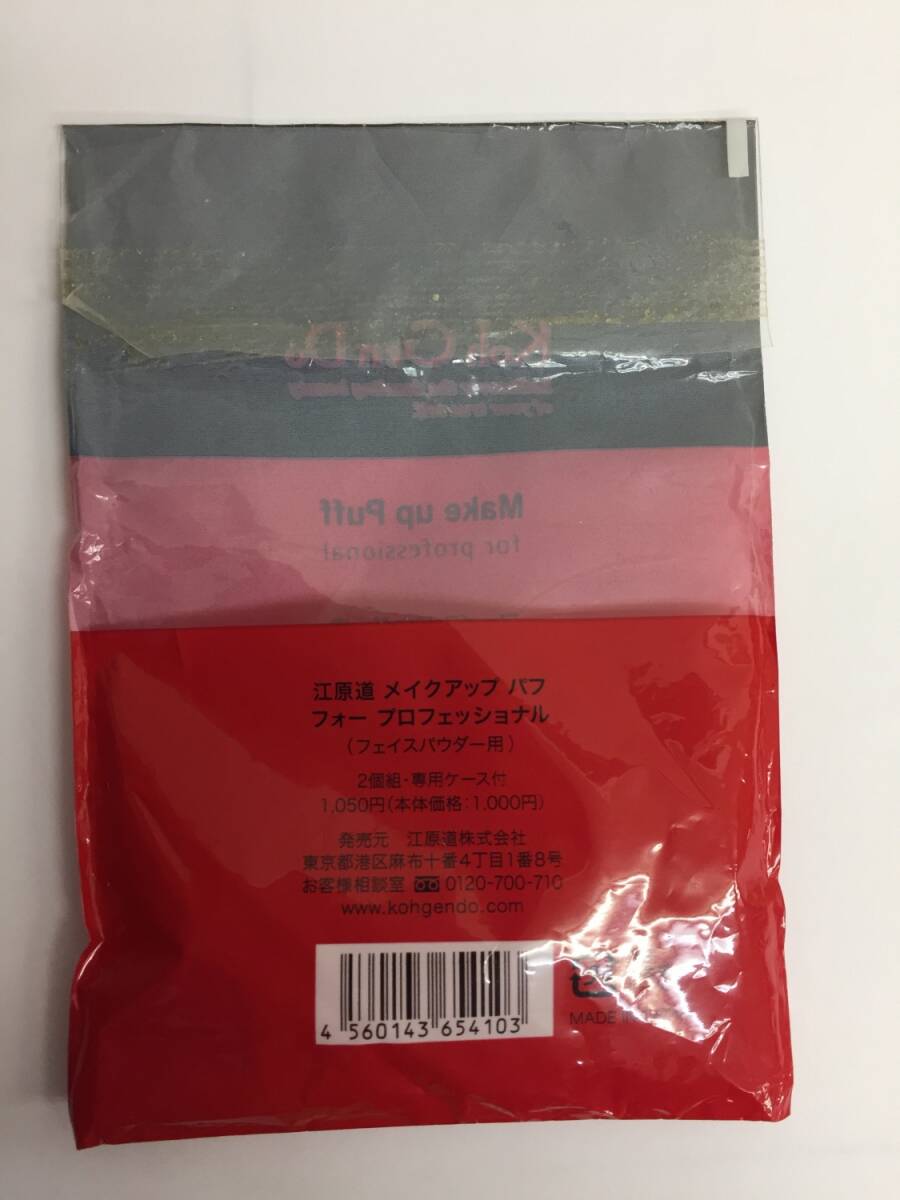 Koh Gen Do
Make up Puff
for professional
江原道 メイクアップ パフ
フォー プロフェッショナル
(フェイスパウダー用)
2個組・専用ケース付
1,050円(本体価格:1,000円)
発売元 江原道株式会社
東京都港区麻布十番4丁目1番8号
お客様相談室 0120-700-710
www.kohgendo.com
4 560143 654103
MADE IN